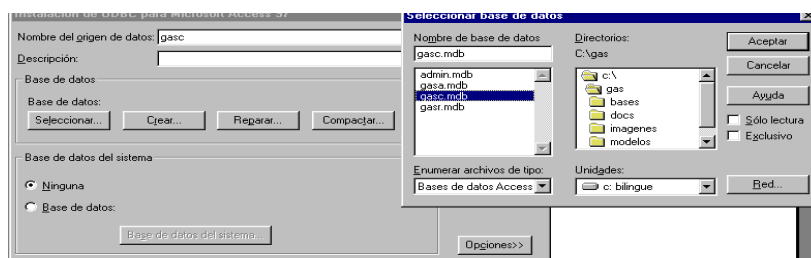 Instalación de ODBC para Microsoft Access 97
Nombre del origen de datos: gasc
Descripción:
Base de datos
Base de datos:
Seleccionar... Crear... Reparar... Compactar...
Base de datos del sistema
Ninguna
Base de datos:
Base de datos del sistema...
Opciones>>
Seleccionar base de datos
Nombre de base de datos
gasc.mdb
admin.mdb
gasa.mdb
gasc.mdb
gasr.mdb
Enumerar archivos de tipo:
Bases de datos Access
Directorios:
C:\gas
c:\
gas
bases
docs
imagenes
modelos
Unidades:
c: bilingue
Aceptar
Cancelar
Ayuda
Sólo lectura
Exclusivo
Red...